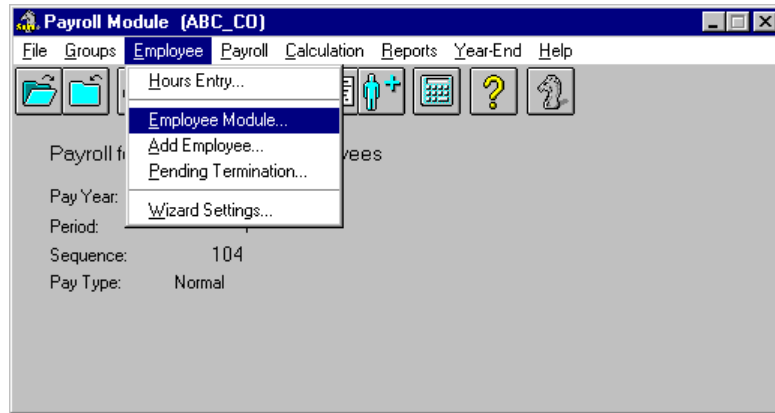 Payroll Module (ABC_CO)
File Groups Employee Payroll Calculation Reports Year-End Help
Hours Entry...
Employee Module...
Add Employee...
Pending Termination...
Wizard Settings...
Payroll
Pay Year:
Period:
Sequence: 104
Pay Type: Normal